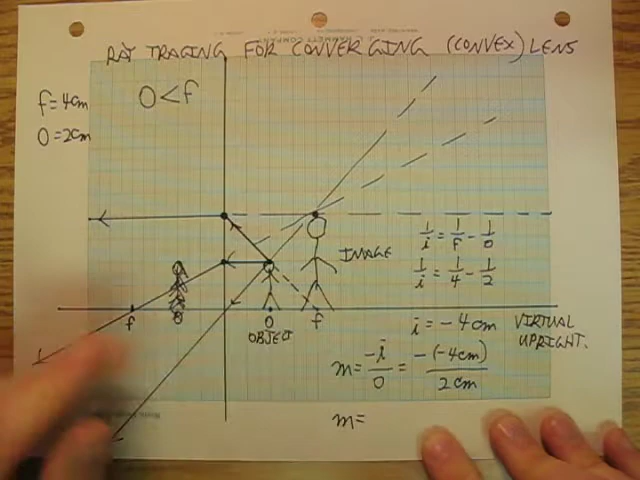 RAY TRACING FOR CONVERGING (CONVEX) LENS
f = 4cm
O = 2cm
O < f
IMAGE
f
O
f
OBJECT
1/i = 1/f - 1/O
1/i = 1/4 - 1/2
i = -4cm
VIRTUAL
UPRIGHT.
m = -i/O = -(-4cm)/2cm
m =